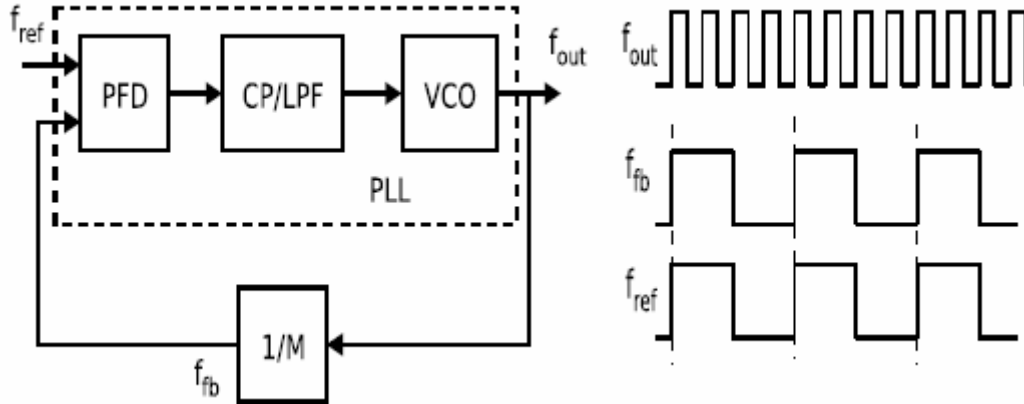 f_ref
PFD
CP/LPF
VCO
f_out
PLL
1/M
f_fb
f_out
f_fb
f_ref